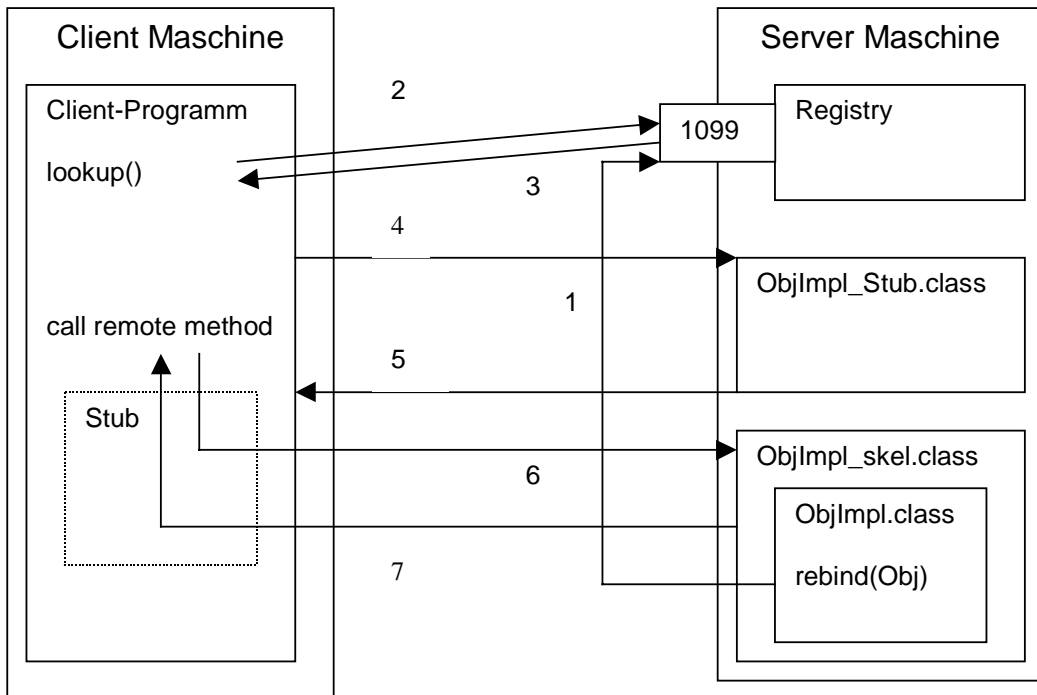 Client Maschine
Server Maschine
Client-Programm
lookup()
2
3
1099
Registry
4
1
ObjImpl_Stub.class
call remote method
5
Stub
6
ObjImpl_skel.class
ObjImpl.class
7
rebind(Obj)